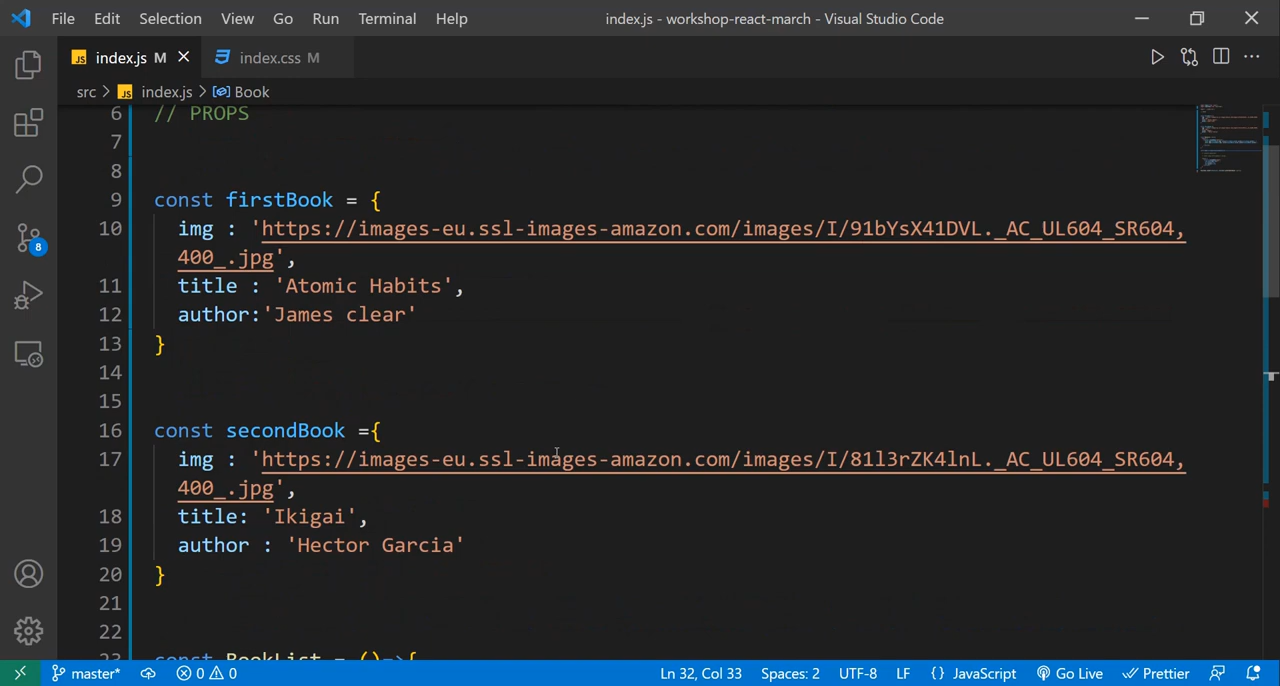 File Edit Selection View Go Run Terminal Help index.js - workshop-react-march - Visual Studio Code
JS index.js M index.css M
src > JS index.js > Book
6 // PROPS
7
8
9 const firstBook = {
10 img : 'https://images-eu.ssl-images-amazon.com/images/I/91bYsX41DVL._AC_UL604_SR604,
400_.jpg',
11 title : 'Atomic Habits',
12 author:'James clear'
13 }
14
15
16 const secondBook ={
17 img : 'https://images-eu.ssl-images-amazon.com/images/I/81l3rZK4lnL._AC_UL604_SR604,
400_.jpg',
18 title: 'Ikigai',
19 author : 'Hector Garcia'
20 }
21
22
23 const BookList = ()=>{
8
master* 0 0 Ln 32, Col 33 Spaces: 2 UTF-8 LF {} JavaScript Go Live Prettier